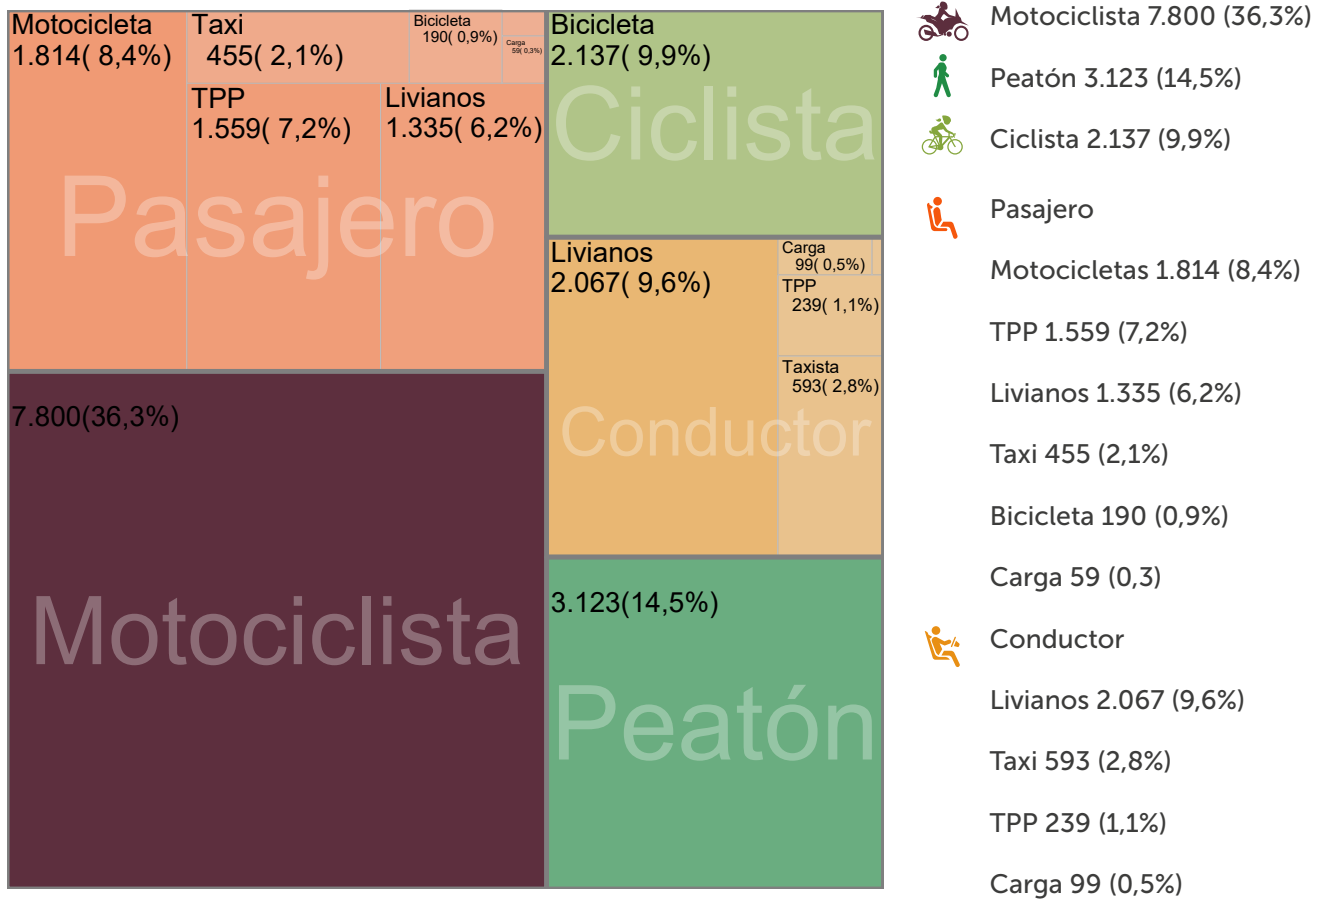 Motocicleta
1.814( 8,4%)
Taxi
455( 2,1%)
Bicicleta
190( 0,9%)
Carga
59( 0,3%)
TPP
1.559( 7,2%)
Livianos
1.335( 6,2%)
Pasajero
7.800(36,3%)
Motociclista
Bicicleta
2.137( 9,9%)
Ciclista
Livianos
2.067( 9,6%)
Carga
99( 0,5%)
TPP
239( 1,1%)
Taxista
593( 2,8%)
Conductor
3.123(14,5%)
Peatón
Motociclista 7.800 (36,3%)
Peatón 3.123 (14,5%)
Ciclista 2.137 (9,9%)
Pasajero
Motocicletas 1.814 (8,4%)
TPP 1.559 (7,2%)
Livianos 1.335 (6,2%)
Taxi 455 (2,1%)
Bicicleta 190 (0,9%)
Carga 59 (0,3)
Conductor
Livianos 2.067 (9,6%)
Taxi 593 (2,8%)
TPP 239 (1,1%)
Carga 99 (0,5%)